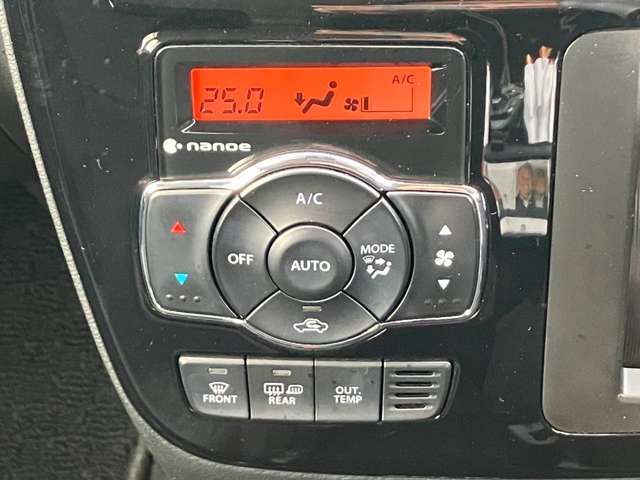 A/C
25.0
nanoe
A/C
OFF
AUTO
MODE
FRONT
REAR
OUT.
TEMP